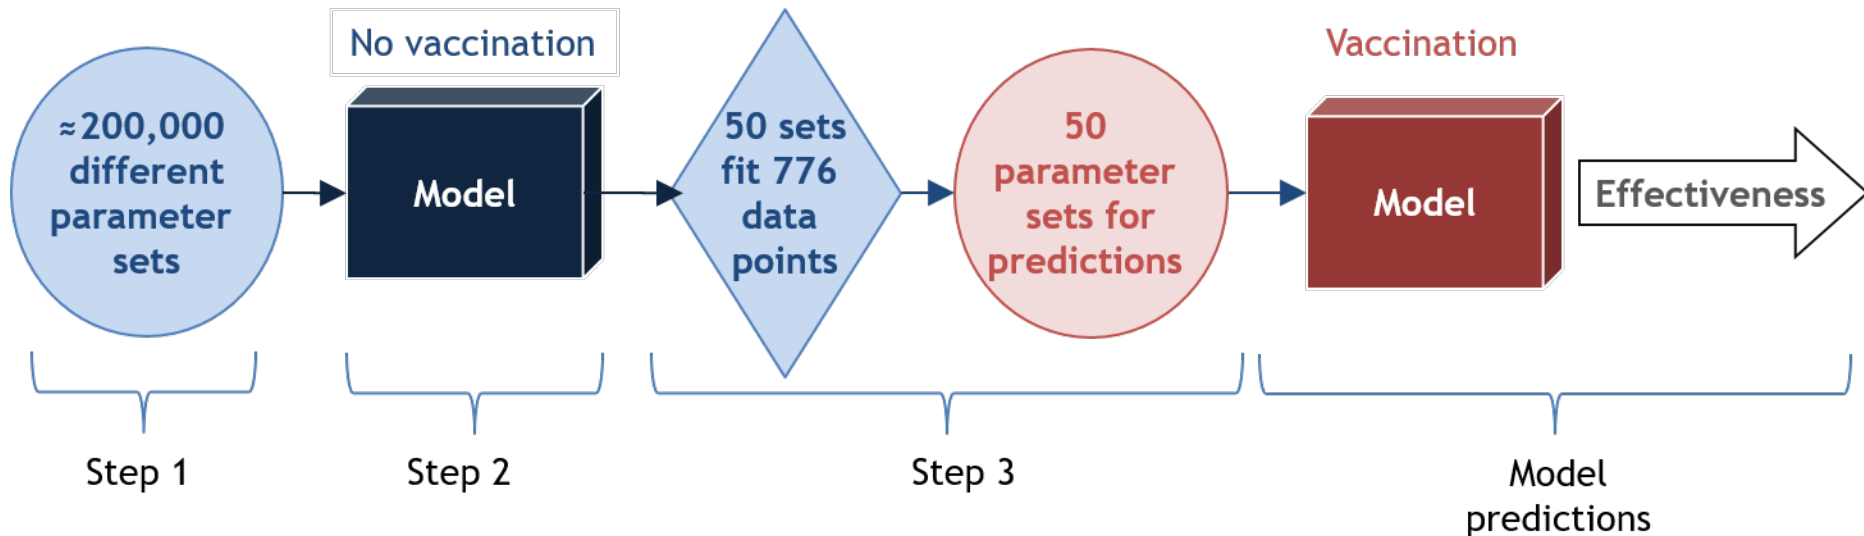 ≈200,000
different
parameter
sets
No vaccination
Model
50 sets
fit 776
data
points
50
parameter
sets for
predictions
Vaccination
Model
Effectiveness
Step 1
Step 2
Step 3
Model
predictions